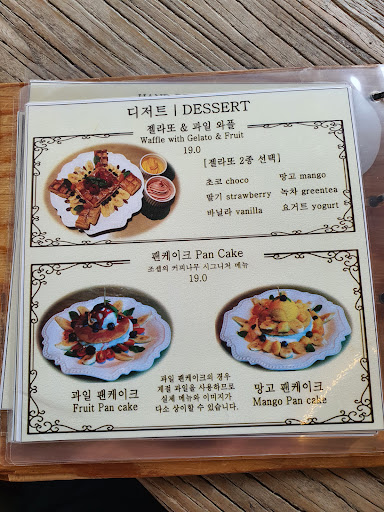 디저트 | DESSERT
젤라또 & 과일 와플
Waffle with Gelato & Fruit
19.0
[젤라또 2종 선택]
초코 choco 망고 mango
딸기 strawberry 녹차 greentea
바닐라 vanilla 요거트 yogurt
팬케이크 Pan Cake
조셉의 커피나무 시그니처 메뉴
19.0
과일 팬케이크의 경우
제철 과일을 사용하므로
실제 메뉴와 이미지가
다소 상이할 수 있습니다.
과일 팬케이크
Fruit Pan cake
망고 팬케이크
Mango Pan cake